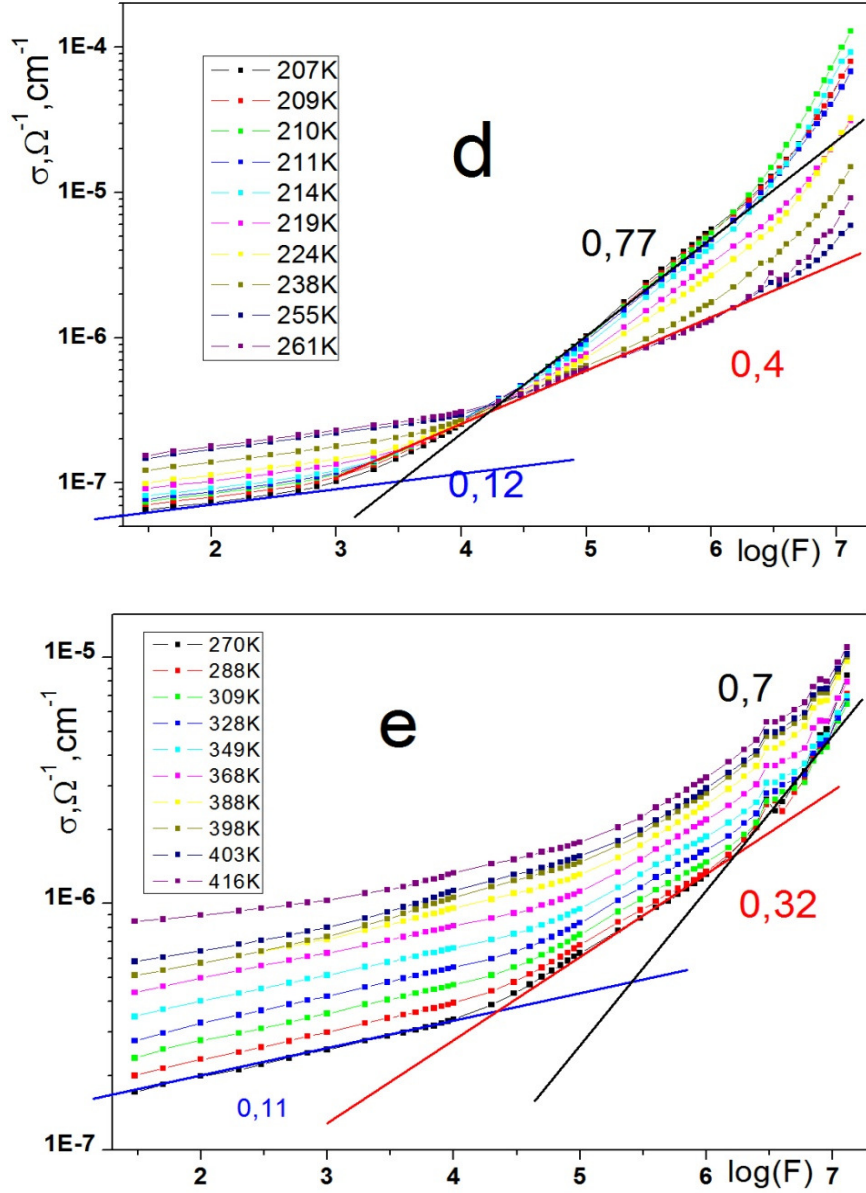 1E-4
1E-5
1E-6
1E-7
σ,Ω⁻¹,cm⁻¹
207K
209K
210K
211K
214K
219K
224K
238K
255K
261K
d
0,77
0,4
0,12
2 3 4 5 6 7
log(F)
1E-5
1E-6
1E-7
σ,Ω⁻¹,cm⁻¹
270K
288K
309K
328K
349K
368K
388K
398K
403K
416K
e
0,7
0,32
0,11
2 3 4 5 6 7
log(F)